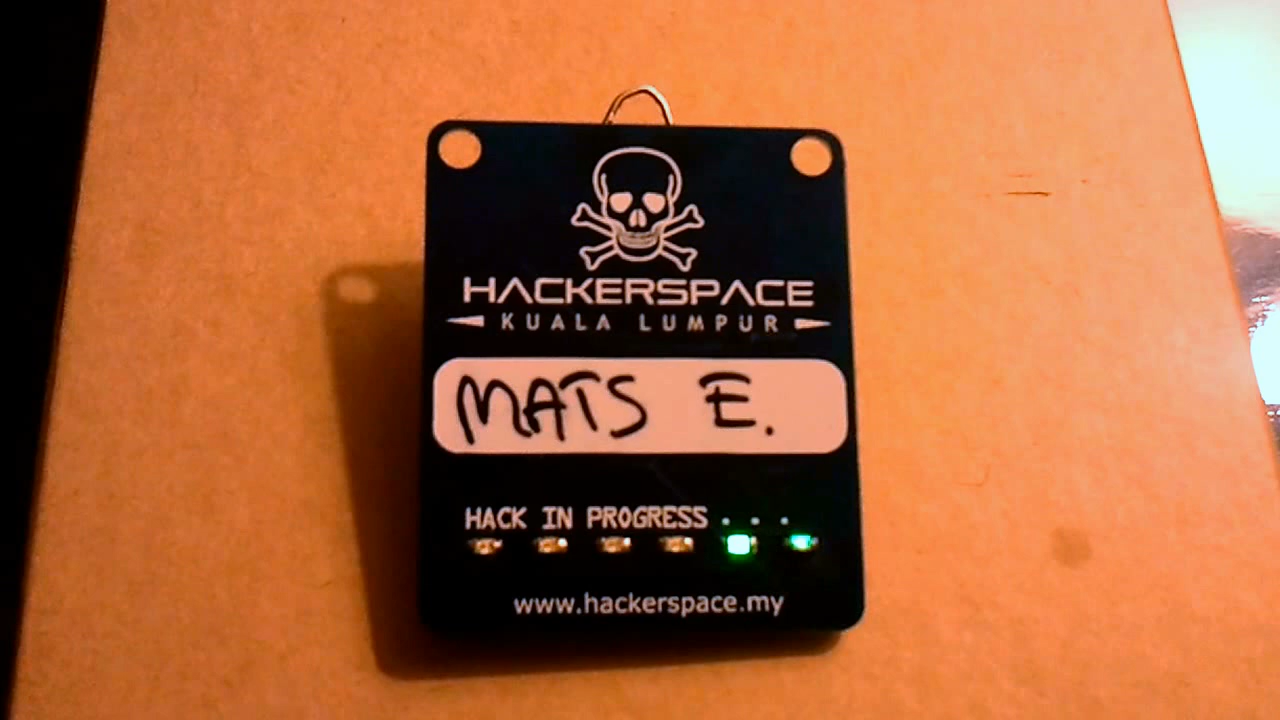 HACKERSPACE
KUALA LUMPUR
MATS E.
HACK IN PROGRESS...
www.hackerspace.my